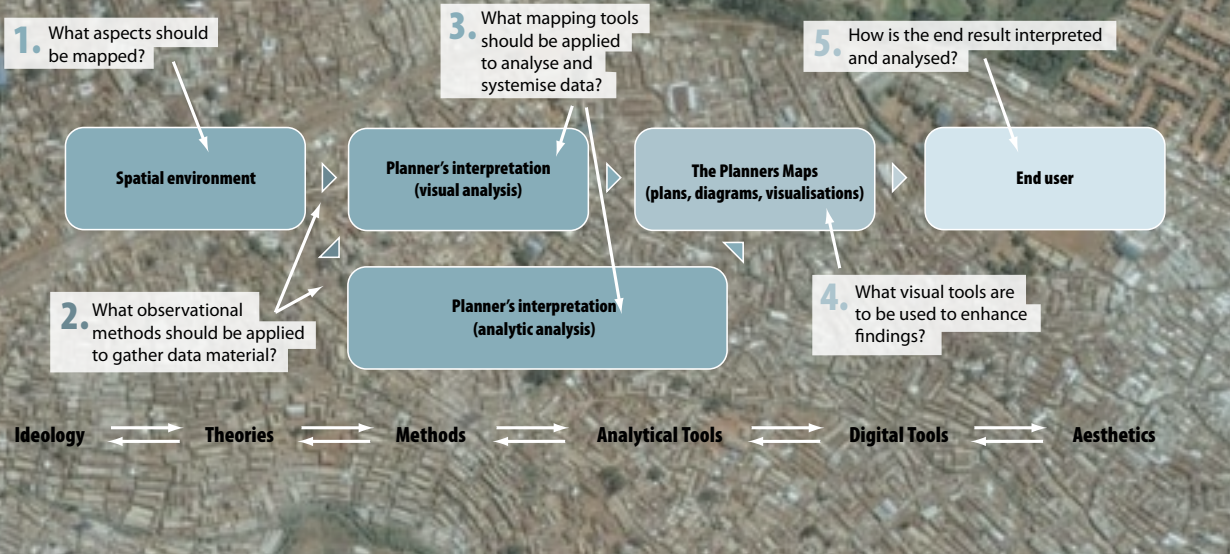 1. What aspects should
be mapped?
3. What mapping tools
should be applied
to analyse and
systemise data?
5. How is the end result interpreted
and analysed?
Spatial environment
Planner's interpretation
(visual analysis)
The Planners Maps
(plans, diagrams, visualisations)
End user
2. What observational
methods should be applied
to gather data material?
Planner's interpretation
(analytic analysis)
4. What visual tools are
to be used to enhance
findings?
Ideology
Theories
Methods
Analytical Tools
Digital Tools
Aesthetics